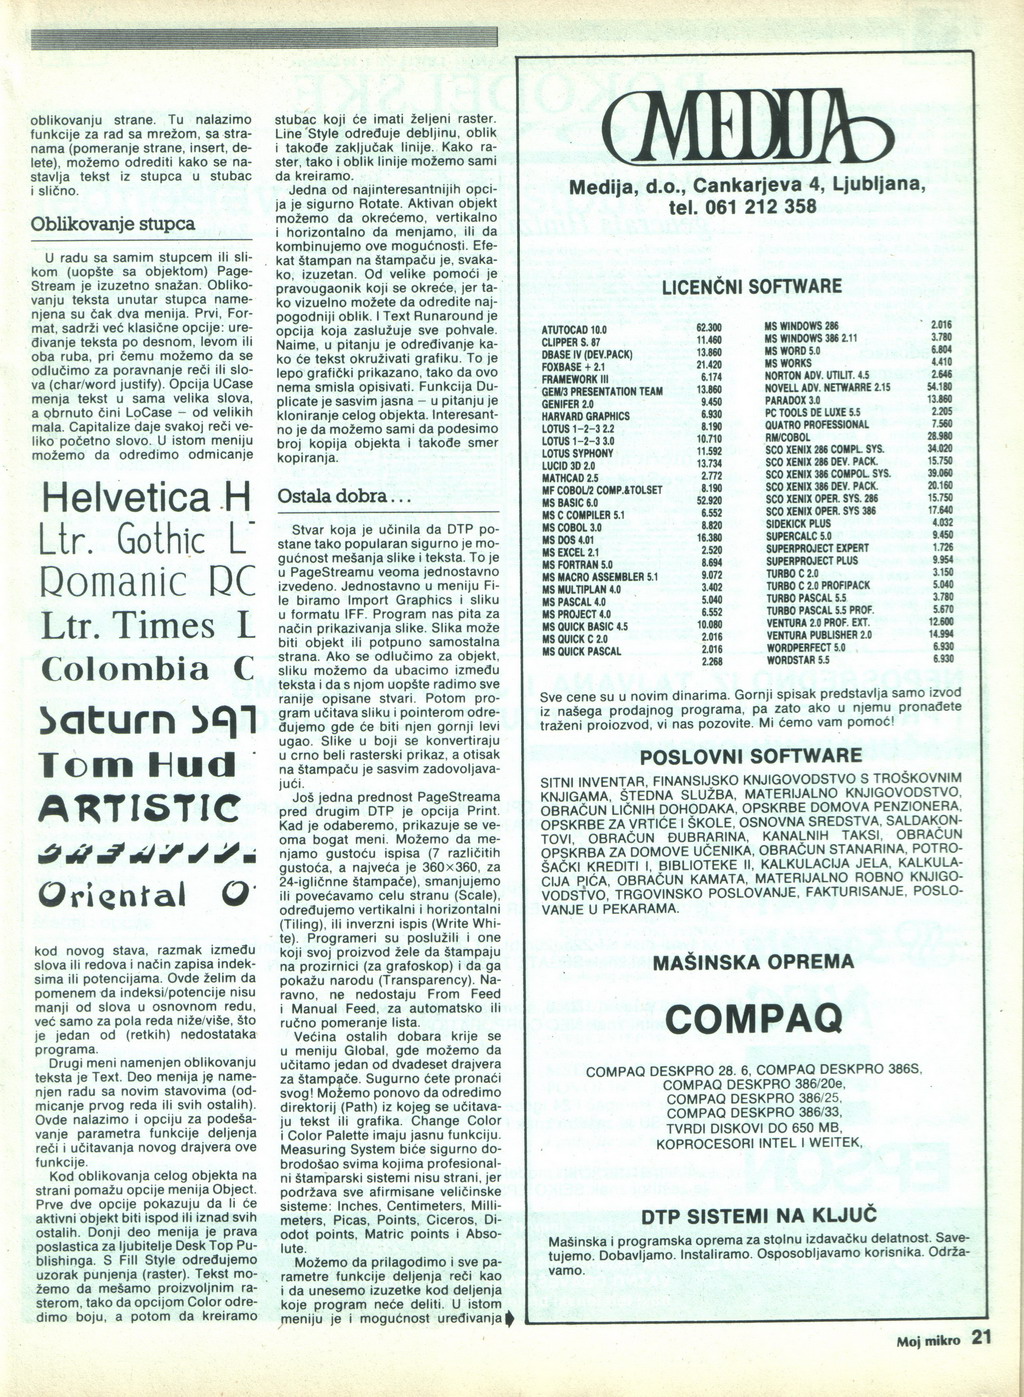 oblikovanju strane. Tu nalazimo
funkcije za rad sa mrežom, sa stra-
nama (pomeranje strane, insert, de-
lete), možemo odrediti kako se na-
stavlja tekst iz stupca u stubac
i slično.
Oblikovanje stupca
U radu sa samim stupcem ili sli-
kom (uopšte sa objektom) Page-
Stream je izuzetno snažan. Obliko-
vanju teksta unutar stupca name-
njena su čak dva menija. Prvi, For-
mat, sadrži već klasične opcije: ure-
đivanje teksta po desnom, levom ili
oba ruba, pri čemu možemo da se
odlučimo za poravnanje reči ili slo-
va (char/word justify). Opcija UCase
menja tekst u sama velika slova,
a obrnuto čini LoCase – od velikih
mala. Capitalize daje svakoj reči ve-
liko početno slovo. U istom meniju
možemo da odredimo odmicanje
Helvetica H
Ltr. Gothic L
Romanic RC
Ltr. Times L
Colombia C
Saturn
Tom Hud
ARTISTIC
Oriental O
kod novog stava, razmak između
slova ili redova i način zapisa indek-
sima ili potencijama. Ovde želim da
pomenem da indeksi/potencije nisu
manji od slova u osnovnom redu,
već samo za pola reda niže/više, što
je jedan od (retkih) nedostataka
programa.
Drugi meni namenjen oblikovanju
teksta je Text. Deo menija je name-
njen radu sa novim stavovima (od-
micanje prvog reda ili svih ostalih).
Ovde nalazimo i opciju za podeša-
vanje parametra funkcije deljenja
reči i učitavanja novog drajvera ove
funkcije.
Kod oblikovanja celog objekta na
strani pomažu opcije menija Object.
Prve dve opcije pokazuju da li će
aktivni objekt biti ispod ili iznad svih
ostalih. Donji deo menija je prava
poslastica za ljubitelje Desk Top Pu-
blishinga. S Fill Style određujemo
uzorak punjenja (raster). Tekst mo-
žemo da mešamo proizvoljnim ra-
sterom, tako da opcijom Color odre-
dimo boju, a potom da kreiramo
stubac koji će imati željeni raster.
Line Style određuje debljinu, oblik
i takođe zaključak linije. Kako ra-
ster, tako i oblik linije možemo sami
da kreiramo.
Jedna od najinteresantnijih opci-
ja je sigurno Rotate. Aktivan objekt
možemo da okrećemo, vertikalno
i horizontalno da menjamo, ili da
kombinujemo ove mogućnosti. Efe-
kat štampan na štampaču je, svaka-
ko, izuzetan. Od velike pomoći je
pravougaonik koji se okreće, jer ta-
ko vizuelno možete da odredite naj-
pogodniji oblik. I Text Runaround je
opcija koja zaslužuje sve pohvale.
Naime, u pitanju je određivanje ka-
ko će tekst okruživati grafiku. To je
lepo grafički prikazano, tako da ovo
nema smisla opisivati. Funkcija Du-
plicate je sasvim jasna – u pitanju je
kloniranje celog objekta. Interesant-
no je da možemo sami da podesimo
broj kopija objekta i takođe smer
kopiranja.
Ostala dobra...
Stvar koja je učinila da DTP po-
stane tako popularan sigurno je mo-
gućnost mešanja slike i teksta. To je
u PageStreamu veoma jednostavno
izvedeno. Jednostavno u meniju Fi-
le biramo Import Graphics i sliku
u formatu IFF. Program nas pita za
način prikazivanja slike. Slika može
biti objekt ili potpuno samostalna
strana. Ako se odlučimo za objekt,
sliku možemo da ubacimo između
teksta i da s njom uopšte radimo sve
ranije opisane stvari. Potom pro-
gram učitava sliku i pointerom odre-
đujemo gde će biti njen gornji levi
ugao. Slike u boji se konvertiraju
u crno beli rasterski prikaz, a otisak
na štampaču je sasvim zadovoljava-
jući.
Još jedna prednost PageStreama
pred drugim DTP je opcija Print.
Kad je odaberemo, prikazuje se ve-
oma bogat meni. Možemo da me-
njamo gustoću ispisa (7 različitih
gustoća, a najveća je 360×360, za
24-iglične štampače), smanjujemo
ili povećavamo celu stranu (Scale),
određujemo vertikalni i horizontalni
(Tiling), ili inverzni ispis (Write Whi-
te). Programeri su poslužili i one
koji svoj proizvod žele da štampaju
na prozirnici (za grafoskop) i da ga
pokažu narodu (Transparency). Na-
ravno, ne nedostaju From Feed
i Manual Feed, za automatsko ili
ručno pomeranje lista.
Većina ostalih dobara krije se
u meniju Global, gde možemo da
učitamo jedan od dvadeset drajvera
za štampače. Sugurno ćete pronaći
svog! Možemo ponovo da odredimo
direktorij (Path) iz kojeg se učitava-
ju tekst ili grafika. Change Color
i Color Palette imaju jasnu funkciju.
Measuring System biće sigurno do-
brodošao svima kojima profesional-
ni štamparski sistemi nisu strani, jer
podržava sve afirmisane veličinske
sisteme: Inches, Centimeters, Milli-
meters, Picas, Points, Ciceros, Di-
odot points, Matric points i Abso-
lute.
Možemo da prilagodimo i sve pa-
rametre funkcije deljenja reči kao
i da unesemo izuzetke kod deljenja
koje program neće deliti. U istom
meniju je i mogućnost uređivanja
MEDIJA
Medija, d.o., Cankarjeva 4, Ljubljana,
tel. 061 212 358
LICENČNI SOFTWARE
ATUTOCAD 10.0 62.300
CLIPPER S. 87 11.460
DBASE IV (DEV.PACK) 13.860
FOXBASE + 2.1 21.420
FRAMEWORK III 6.174
GEM/3 PRESENTATION TEAM 13.860
GENIFER 2.0 9.450
HARVARD GRAPHICS 6.930
LOTUS 1-2-3 2.2 8.190
LOTUS 1-2-3 3.0 10.710
LOTUS SYPHONY 11.592
LUCID 3D 2.0 13.734
MATHCAD 2.5 2.772
MF COBOL/2 COMP.&TOLSET 8.190
MS BASIC 6.0 52.920
MS C COMPILER 5.1 6.552
MS COBOL 3.0 8.820
MS DOS 4.01 16.380
MS EXCEL 2.1 2.520
MS FORTRAN 5.0 8.694
MS MACRO ASSEMBLER 5.1 9.072
MS MULTIPLAN 4.0 3.402
MS PASCAL 4.0 5.040
MS PROJECT 4.0 6.552
MS QUICK BASIC 4.5 10.080
MS QUICK C 2.0 2.016
MS QUICK PASCAL 2.016
2.268
MS WINDOWS 286 2.016
MS WINDOWS 386 2.11 3.780
MS WORD 5.0 6.804
MS WORKS 4.410
NORTON ADV. UTILIT. 4.5 2.646
NOVELL ADV. NETWARRE 2.15 54.180
PARADOX 3.0 13.860
PC TOOLS DE LUXE 5.5 2.205
QUATRO PROFESSIONAL 7.560
RM/COBOL 28.980
SCO XENIX 286 COMPL. SYS. 34.020
SCO XENIX 286 DEV. PACK. 15.750
SCO XENIX 386 COMPOL. SYS. 39.060
SCO XENIX 386 DEV. PACK. 20.160
SCO XENIX OPER. SYS. 286 15.750
SCO XENIX OPER. SYS 386 17.640
SIDEKICK PLUS 4.032
SUPERCALC 5.0 9.450
SUPERPROJECT EXPERT 1.726
SUPERPROJECT PLUS 9.954
TURBO C 2.0 3.150
TURBO C 2.0 PROFIPACK 5.040
TURBO PASCAL 5.5 3.780
TURBO PASCAL 5.5 PROF. 5.670
VENTURA 2.0 PROF. EXT. 12.600
VENTURA PUBLISHER 2.0 14.994
WORDPERFECT 5.0 6.930
WORDSTAR 5.5 6.930
Sve cene su u novim dinarima. Gornji spisak predstavlja samo izvod
iz našega prodajnog programa, pa zato ako u njemu pronađete
traženi proiozvod, vi nas pozovite. Mi ćemo vam pomoć!
POSLOVNI SOFTWARE
SITNI INVENTAR, FINANSIJSKO KNJIGOVODSTVO S TROŠKOVNIM
KNJIGAMA, ŠTEDNA SLUŽBA, MATERIJALNO KNJIGOVODSTVO,
OBRAČUN LIČNIH DOHODAKA, OPSKRBE DOMOVA PENZIONERA,
OPSKRBE ZA VRTIĆE I ŠKOLE, OSNOVNA SREDSTVA, SALDAKON-
TOVI, OBRAČUN ĐUBRARINA, KANALNIH TAKSI, OBRAČUN
OPSKRBA ZA DOMOVE UČENIKA, OBRAČUN STANARINA, POTRO-
ŠAČKI KREDITI I, BIBLIOTEKE II, KALKULACIJA JELA, KALKULA-
CIJA PIĆA, OBRAČUN KAMATA, MATERIJALNO ROBNO KNJIGO-
VODSTVO, TRGOVINSKO POSLOVANJE, FAKTURISANJE, POSLO-
VANJE U PEKARAMA.
MAŠINSKA OPREMA
COMPAQ
COMPAQ DESKPRO 28. 6, COMPAQ DESKPRO 386S,
COMPAQ DESKPRO 386/20e,
COMPAQ DESKPRO 386/25,
COMPAQ DESKPRO 386/33,
TVRDI DISKOVI DO 650 MB,
KOPROCESORI INTEL I WEITEK,
DTP SISTEMI NA KLJUČ
Mašinska i programska oprema za stolnu izdavačku delatnost. Save-
tujemo. Dobavljamo. Instaliramo. Osposobljavamo korisnika. Održa-
vamo.
Moj mikro 21